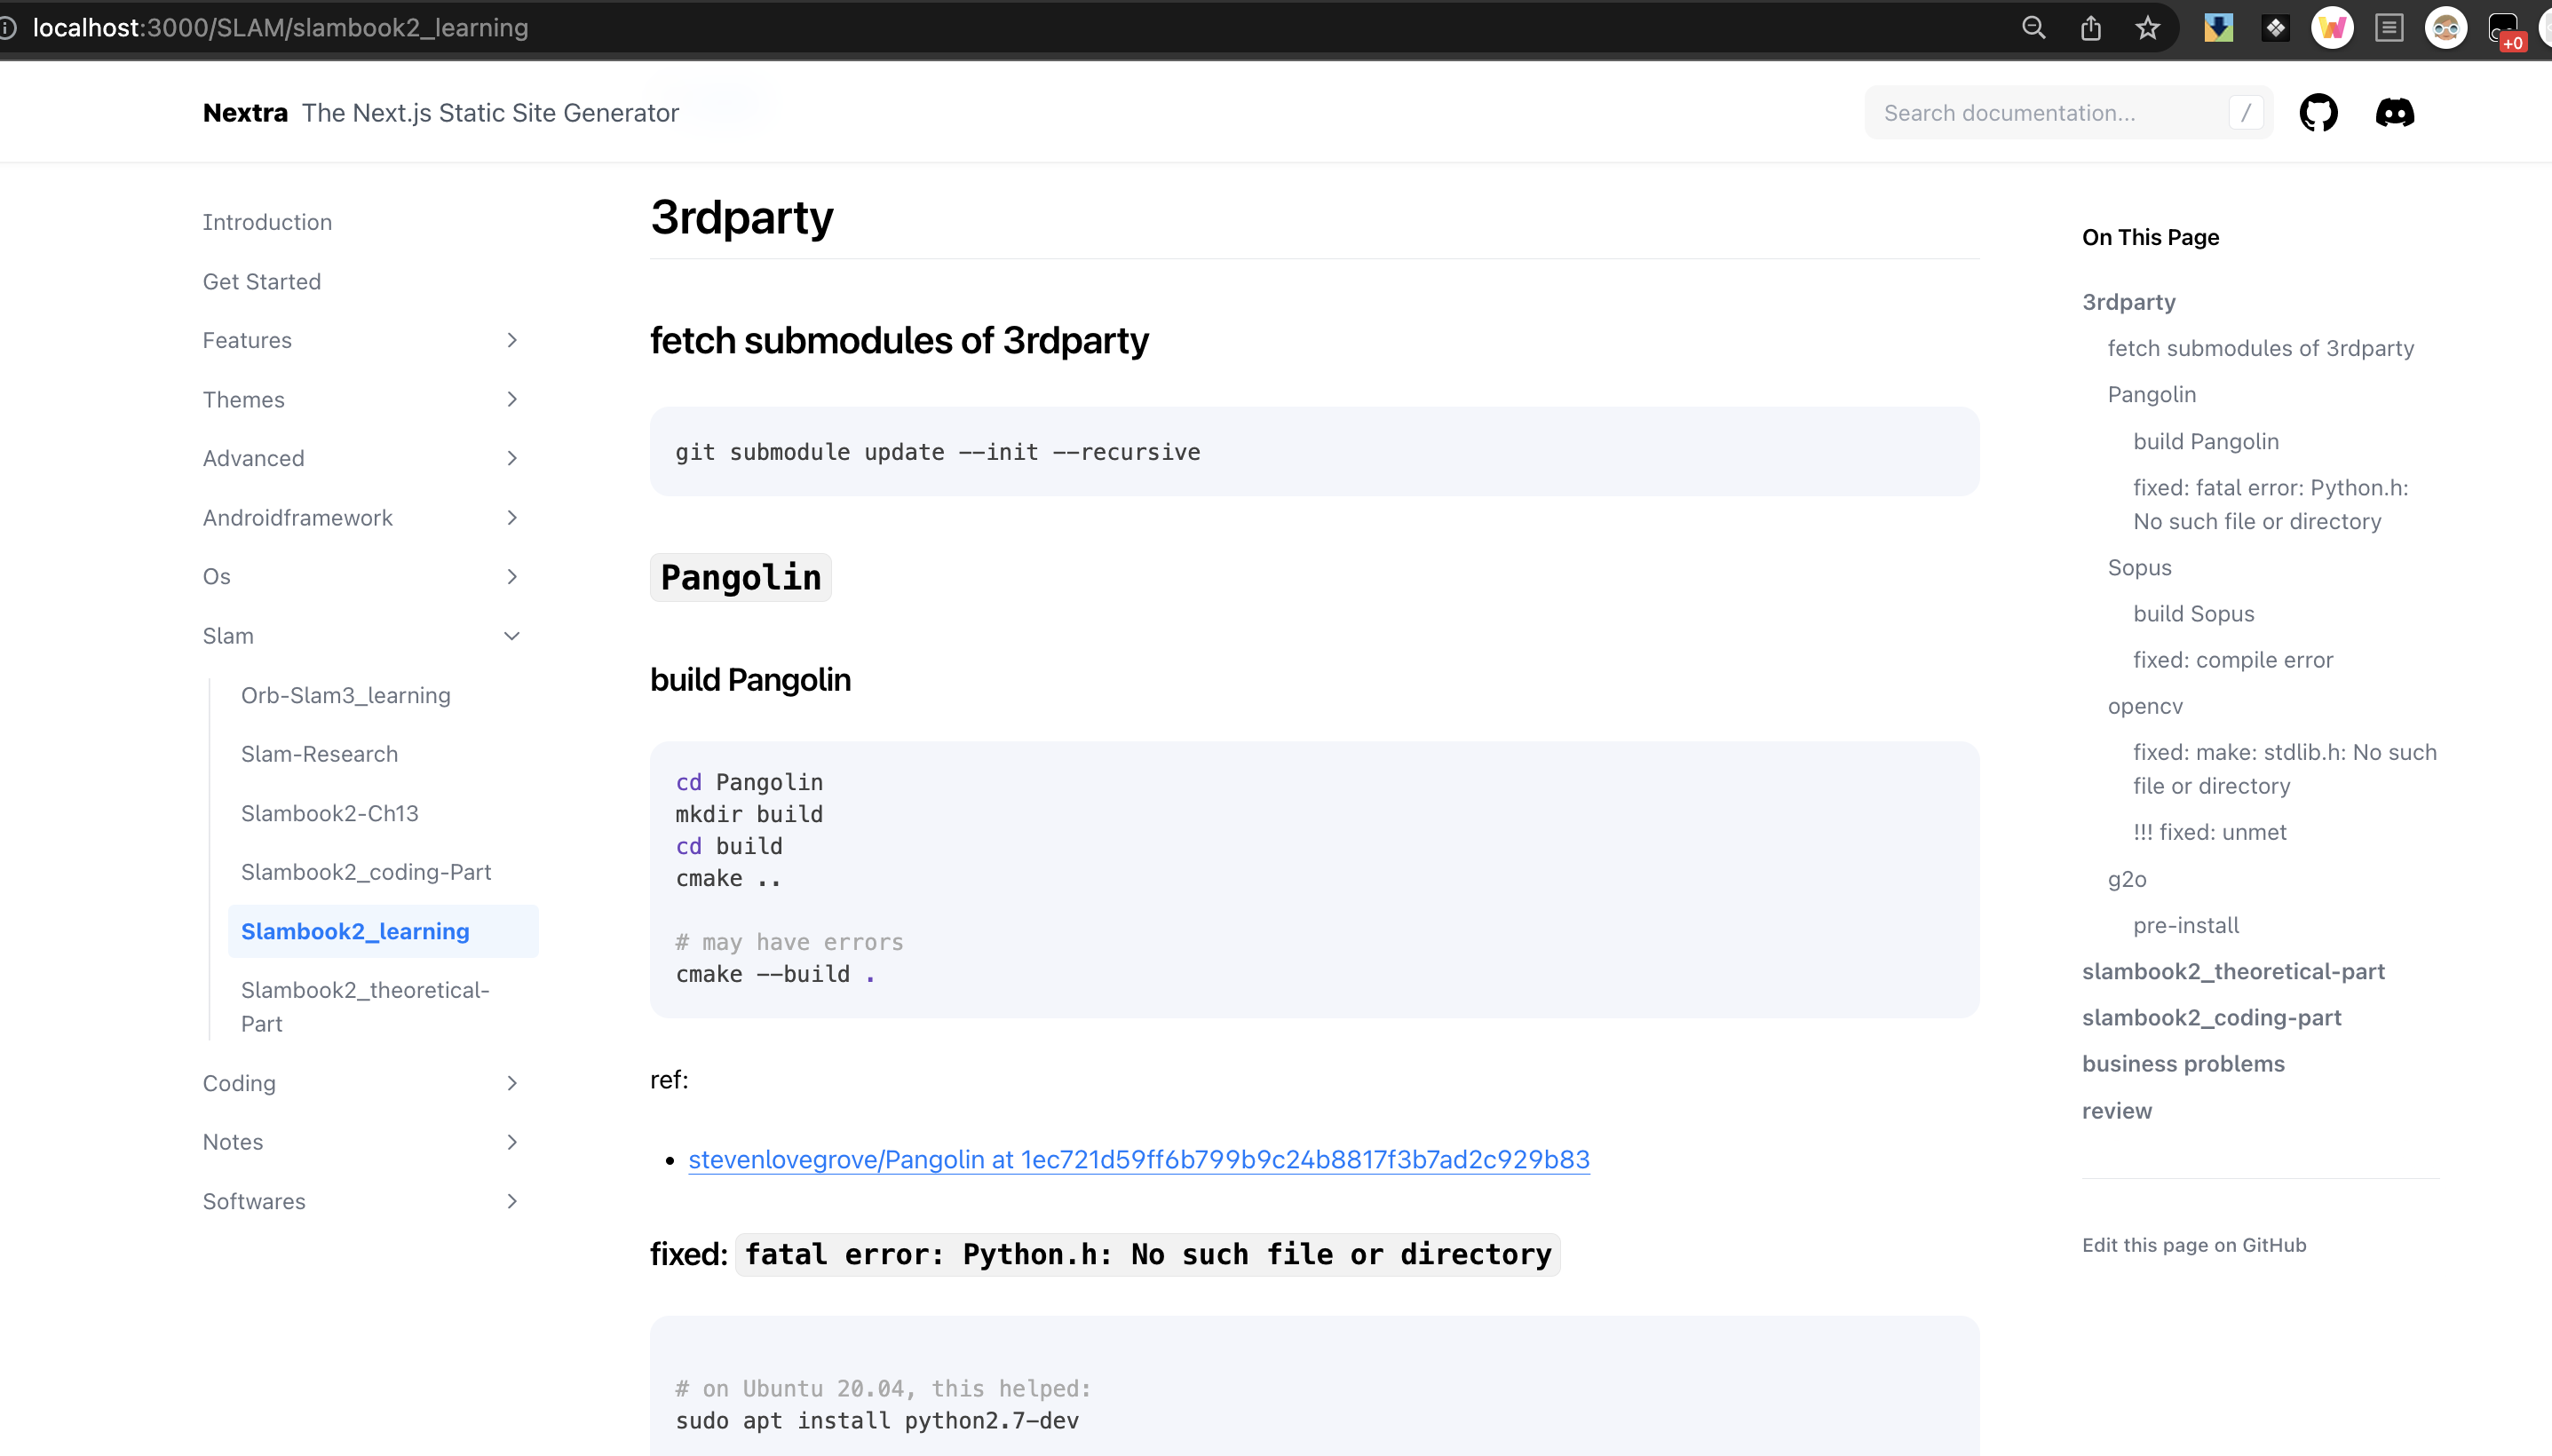 localhost:3000/SLAM/slambook2_learning
+0
Nextra The Next.js Static Site Generator
Search documentation...
/
Introduction
Get Started
Features
Themes
Advanced
Androidframework
Os
Slam
Orb-Slam3_learning
Slam-Research
Slambook2-Ch13
Slambook2_coding-Part
Slambook2_learning
Slambook2_theoretical-
Part
Coding
Notes
Softwares
3rdparty
fetch submodules of 3rdparty
git submodule update --init --recursive
Pangolin
build Pangolin
cd Pangolin
mkdir build
cd build
cmake ..
# may have errors
cmake --build .
ref:
• stevenlovegrove/Pangolin at 1ec721d59ff6b799b9c24b8817f3b7ad2c929b83
fixed: fatal error: Python.h: No such file or directory
# on Ubuntu 20.04, this helped:
sudo apt install python2.7-dev
On This Page
3rdparty
fetch submodules of 3rdparty
Pangolin
build Pangolin
fixed: fatal error: Python.h:
No such file or directory
Sopus
build Sopus
fixed: compile error
opencv
fixed: make: stdlib.h: No such
file or directory
!!! fixed: unmet
g2o
pre-install
slambook2_theoretical-part
slambook2_coding-part
business problems
review
Edit this page on GitHub